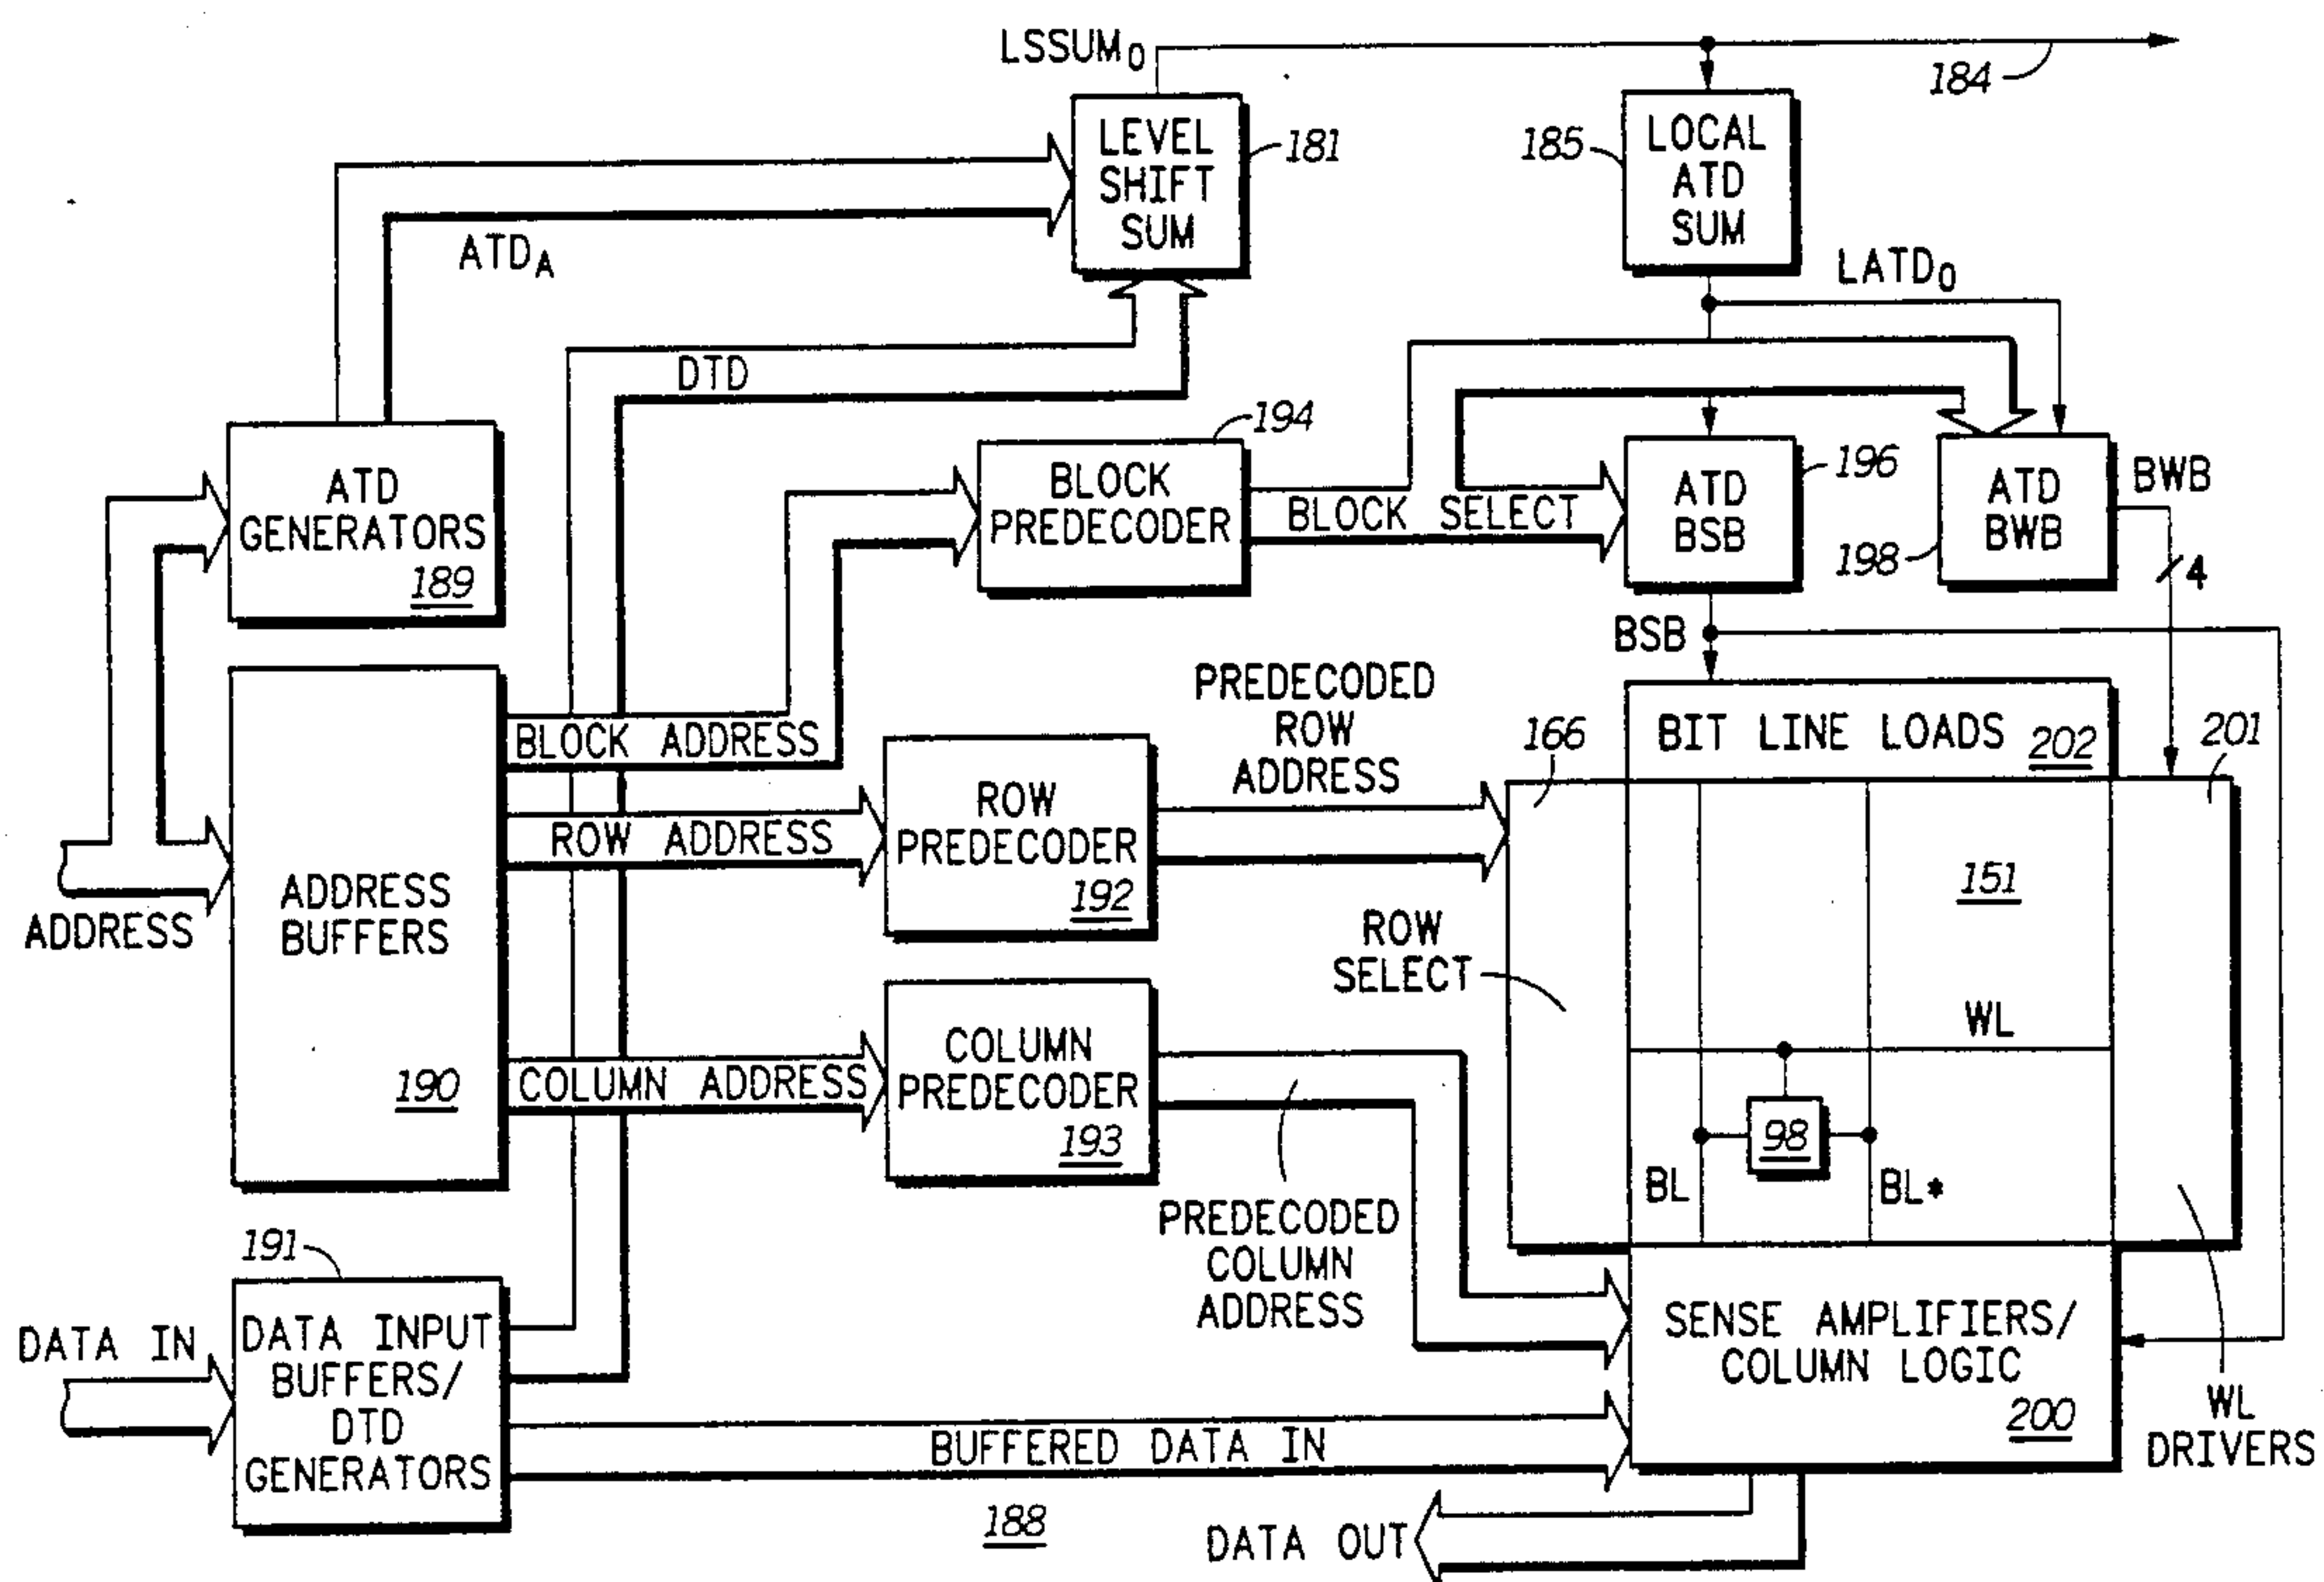 LSSUM0
184
LEVEL
SHIFT
SUM
181
185
LOCAL
ATD
SUM
ATDA
LATD0
DTD
194
ATD
GENERATORS
189
BLOCK
PREDECODER
BLOCK SELECT
ATD
BSB
196
ATD
BWB
198
BWB
4
BSB
ADDRESS
ADDRESS
BUFFERS
190
BLOCK ADDRESS
ROW ADDRESS
COLUMN ADDRESS
ROW
PREDECODER
192
PREDECODED
ROW
ADDRESS
166
BIT LINE LOADS 202
201
151
ROW
SELECT
WL
COLUMN
PREDECODER
193
98
BL
BL*
PREDECODED
COLUMN
ADDRESS
191
DATA IN
DATA INPUT
BUFFERS/
DTD
GENERATORS
SENSE AMPLIFIERS/
COLUMN LOGIC
200
WL
DRIVERS
BUFFERED DATA IN
188
DATA OUT